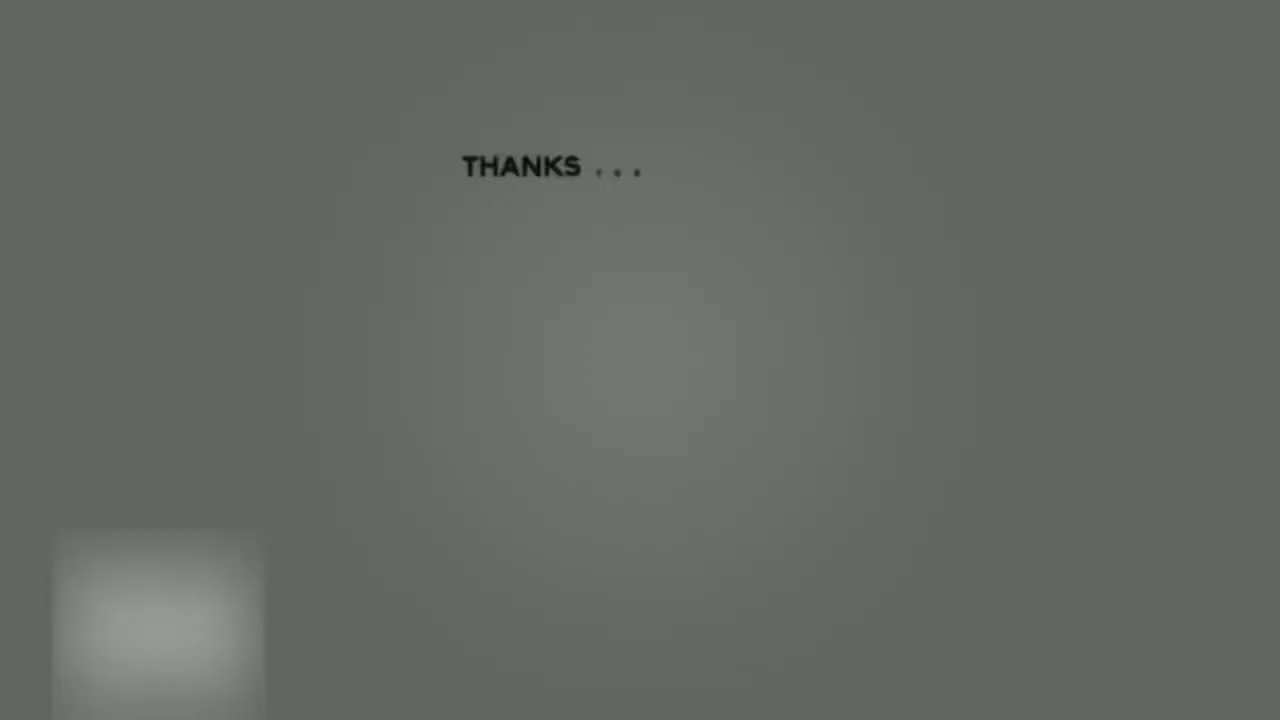 THANKS . . .